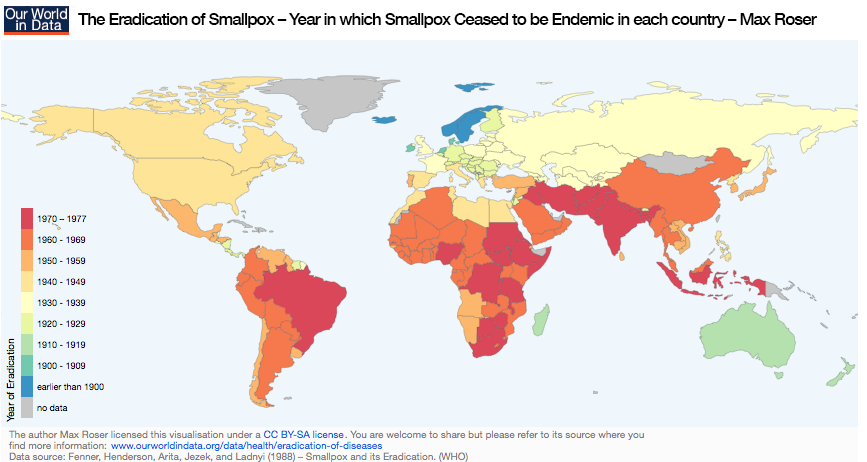 Our World
in Data
The Eradication of Smallpox – Year in which Smallpox Ceased to be Endemic in each country – Max Roser
Year of Eradication
1970 – 1977
1960 – 1969
1950 – 1959
1940 – 1949
1930 – 1939
1920 – 1929
1910 – 1919
1900 - 1909
earlier than 1900
no data
The author Max Roser licensed this visualisation under a CC BY-SA license. You are welcome to share but please refer to its source where you
find more information: www.ourworldindata.org/data/health/eradication-of-diseases
Data source: Fenner, Henderson, Arita, Jezek, and Ladnyi (1988) – Smallpox and its Eradication. (WHO)